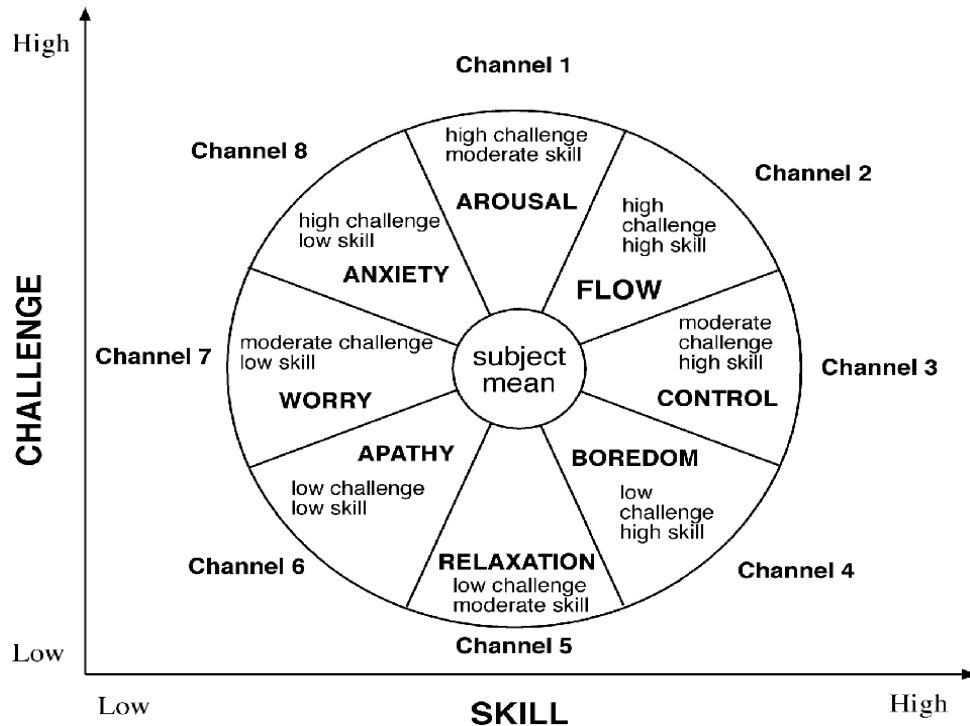 High
Channel 1
Channel 8
high challenge
moderate skill
AROUSAL
Channel 2
high challenge
low skill
ANXIETY
high
challenge
high skill
FLOW
CHALLENGE
Channel 7
moderate challenge
low skill
WORRY
subject
mean
moderate
challenge
high skill
CONTROL
Channel 3
APATHY
low challenge
low skill
Channel 6
BOREDOM
low
challenge
high skill
Channel 4
RELAXATION
low challenge
moderate skill
Channel 5
Low
Low
SKILL
High